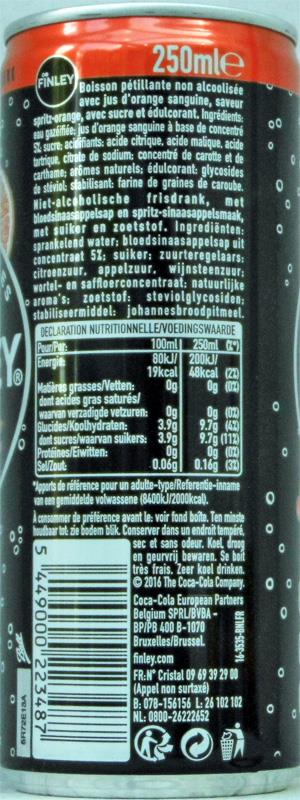 250ml℮
DR FINLEY
Boisson pétillante non alcoolisée
avec jus d'orange sanguine, saveur
spritz-orange, avec sucre et édulcorant. Ingrédients:
eau gazéifiée; jus d'orange sanguine à base de concentré
5%; sucre; acidifiants: acide citrique, acide malique, acide
tartrique, citrate de sodium; concentré de carotte et de
carthame; arômes naturels; édulcorant: glycosides
de stéviol; stabilisant: farine de graines de caroube.
Niet-alcoholische frisdrank, met
bloedsinaasappelsap en spritz-sinaasappelsmaak,
met suiker en zoetstof. Ingrediënten:
sprankelend water; bloedsinaasappelsap uit
concentraat 5%; suiker; zuurteregelaars:
citroenzuur, appelzuur, wijnsteenzuur;
wortel- en saffloerconcentraat; natuurlijke
aroma's; zoetstof: steviolglycosiden;
stabiliseermiddel: johannesbroodpitmeel.
DECLARATION NUTRITIONNELLE/VOEDINGSWAARDE
Pour/Per: 100ml 250ml (%*)
Energie: 80kJ/ 200kJ/
19kcal 48kcal (2%)
Matières grasses/Vetten: 0g 0g (0%)
dont acides gras saturés/
waarvan verzadigde vetzuren: 0g 0g (0%)
Glucides/Koolhydraten: 3.9g 9.7g (4%)
dont sucres/waarvan suikers: 3.9g 9.7g (11%)
Protéines/Eiwitten: 0g 0g (0%)
Sel/Zout: 0.06g 0.16g (3%)
*Apports de référence pour un adulte-type/Referentie-inname
van een gemiddelde volwassene (8400kJ/2000kcal).
A consommer de préférence avant le: voir fond boîte. Ten minste
houdbaar tot: zie bodem blik. Conserver dans un endroit tempéré,
sec et sans odeur. Koel, droog
en geurvrij bewaren. Se boit
très frais. Zeer koel drinken.
© 2016 The Coca-Cola Company.
Coca-Cola European Partners
Belgium SPRL/BVBA -
BP/PB 400 B-1070
Bruxelles/Brussel.
finley.com
FR:N° Cristal 09 69 39 29 00
(Appel non surtaxé)
B: 078-156156 L: 26 102 102
NL: 0800-26222652
16-3535-BNLFR
5 449000 223487
Ball
5R72E13A
Y®